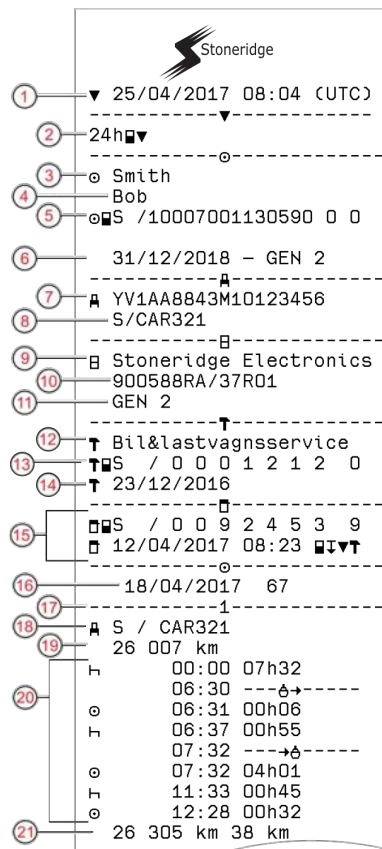 Stoneridge
1 ▼ 25/04/2017 08:04 (UTC)
2 24h▼
3 Smith
4 Bob
5 S /10007001130590 0 0
6 31/12/2018 – GEN 2
7 YV1AA8843M10123456
8 S/CAR321
9 Stoneridge Electronics
10 900588RA/37R01
11 GEN 2
12 Bil&lastvagnsservice
13 S / 0 0 0 1 2 1 2 0
14 23/12/2016
15 S / 0 0 9 2 4 5 3 9
12/04/2017 08:23
16 18/04/2017 67
17 -------1-------
18 S / CAR321
19 26 007 km
20 00:00 07h32
06:30 ---→-----
06:31 00h06
06:37 00h55
07:32 ---→-----
07:32 04h01
11:33 00h45
12:28 00h32
21 26 305 km 38 km